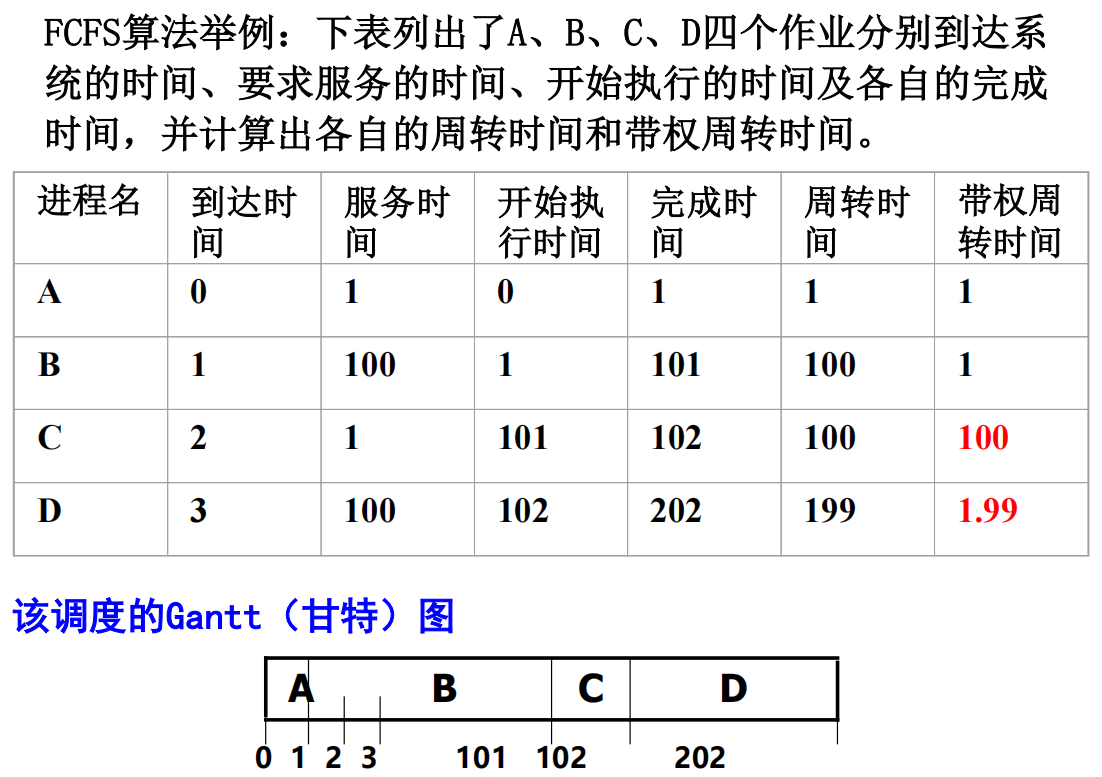 FCFS算法举例：下表列出了A、B、C、D四个作业分别到达系
统的时间、要求服务的时间、开始执行的时间及各自的完成
时间，并计算出各自的周转时间和带权周转时间。
进程名 到达时间 服务时间 开始执行时间 完成时间 周转时间 带权周转时间
A 0 1 0 1 1 1
B 1 100 1 101 100 1
C 2 1 101 102 100 100
D 3 100 102 202 199 1.99
该调度的Gantt（甘特）图
A B C D
0 1 2 3 101 102 202